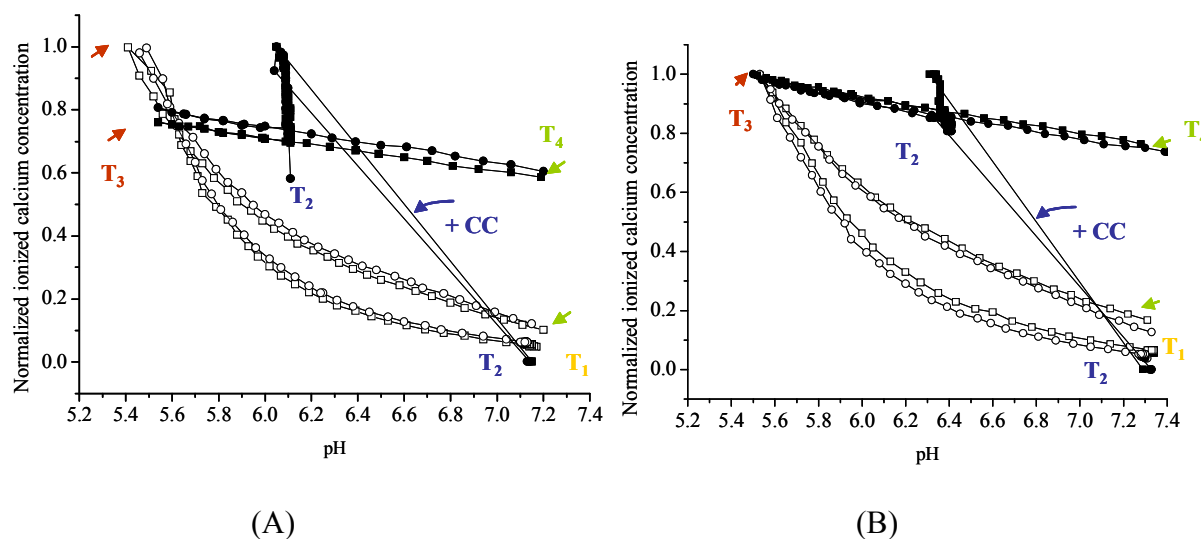 Normalized ionized calcium concentration
1.0
0.8
0.6
0.4
0.2
0.0
T3
T2
T4
+ CC
T2
T1
5.2 5.4 5.6 5.8 6.0 6.2 6.4 6.6 6.8 7.0 7.2 7.4
pH
(A)
Normalized ionized calcium concentration
1.0
0.8
0.6
0.4
0.2
0.0
T3
T2
T
+ CC
T2
T1
5.2 5.4 5.6 5.8 6.0 6.2 6.4 6.6 6.8 7.0 7.2 7.4
pH
(B)